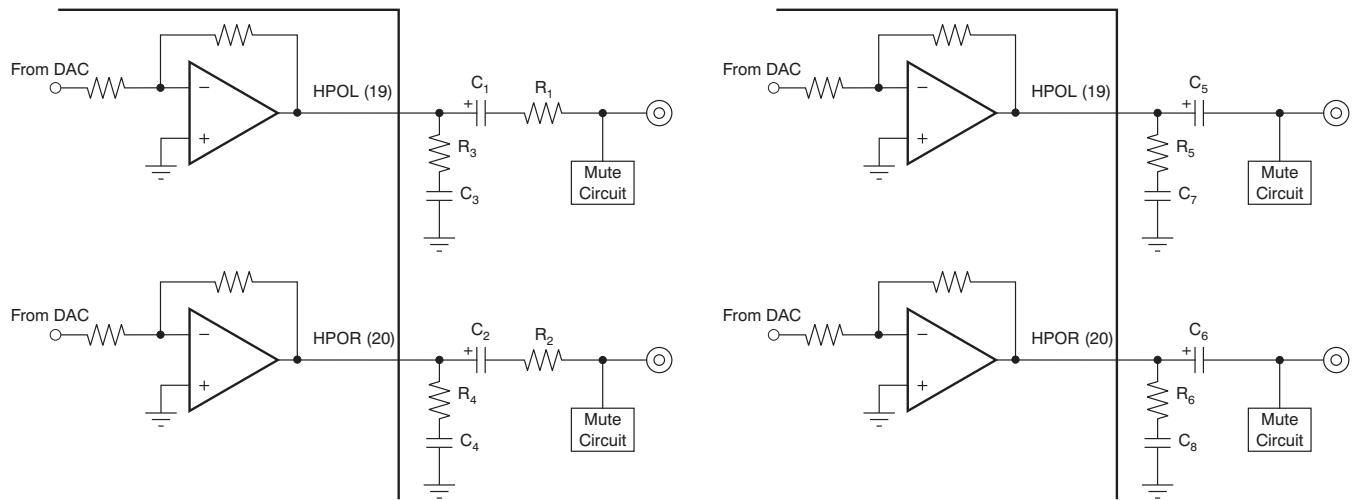 From DAC
−
+
HPOL (19)
+
C1
R1
R3
C3
Mute
Circuit
From DAC
−
+
HPOR (20)
+
C2
R2
R4
C4
Mute
Circuit
From DAC
−
+
HPOL (19)
+
C5
R5
C7
Mute
Circuit
From DAC
−
+
HPOR (20)
+
C6
R6
C8
Mute
Circuit